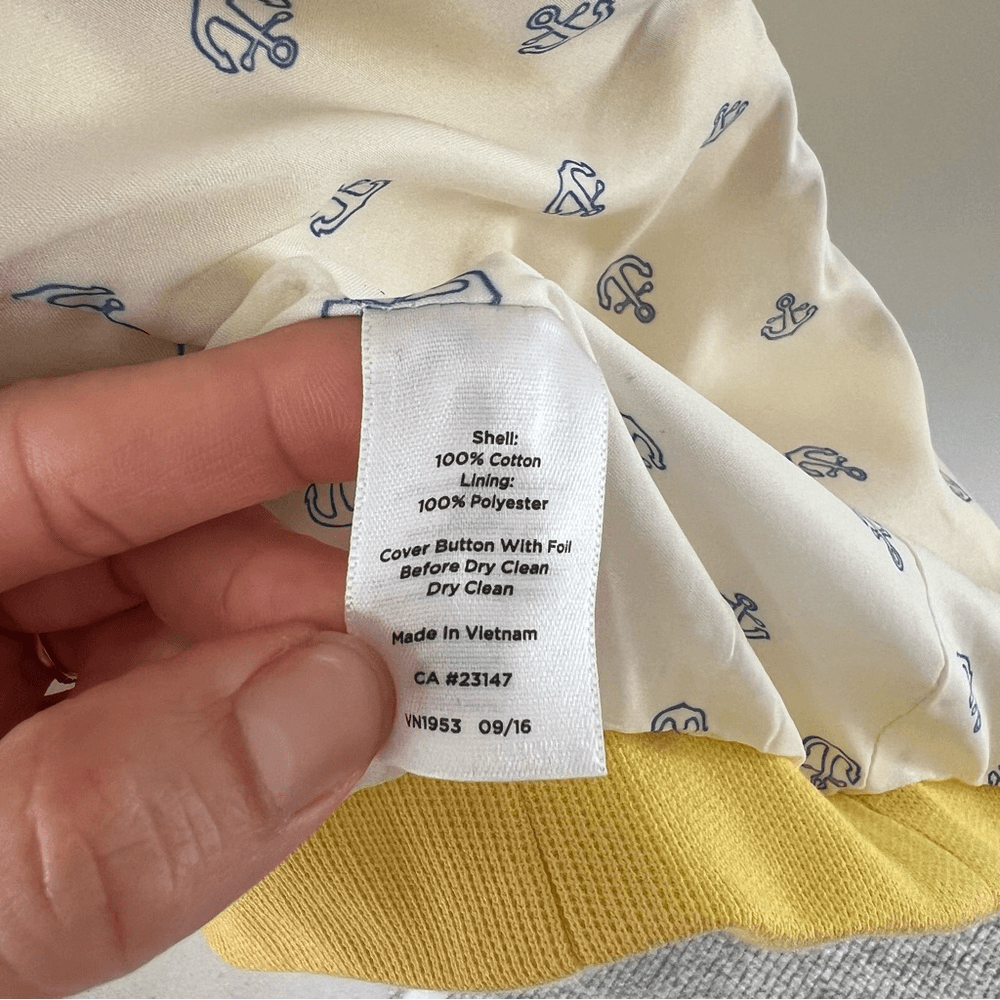 Shell:
100% Cotton
Lining:
100% Polyester
Cover Button With Foil
Before Dry Clean
Dry Clean
Made In Vietnam
CA #23147
VN1953 09/16